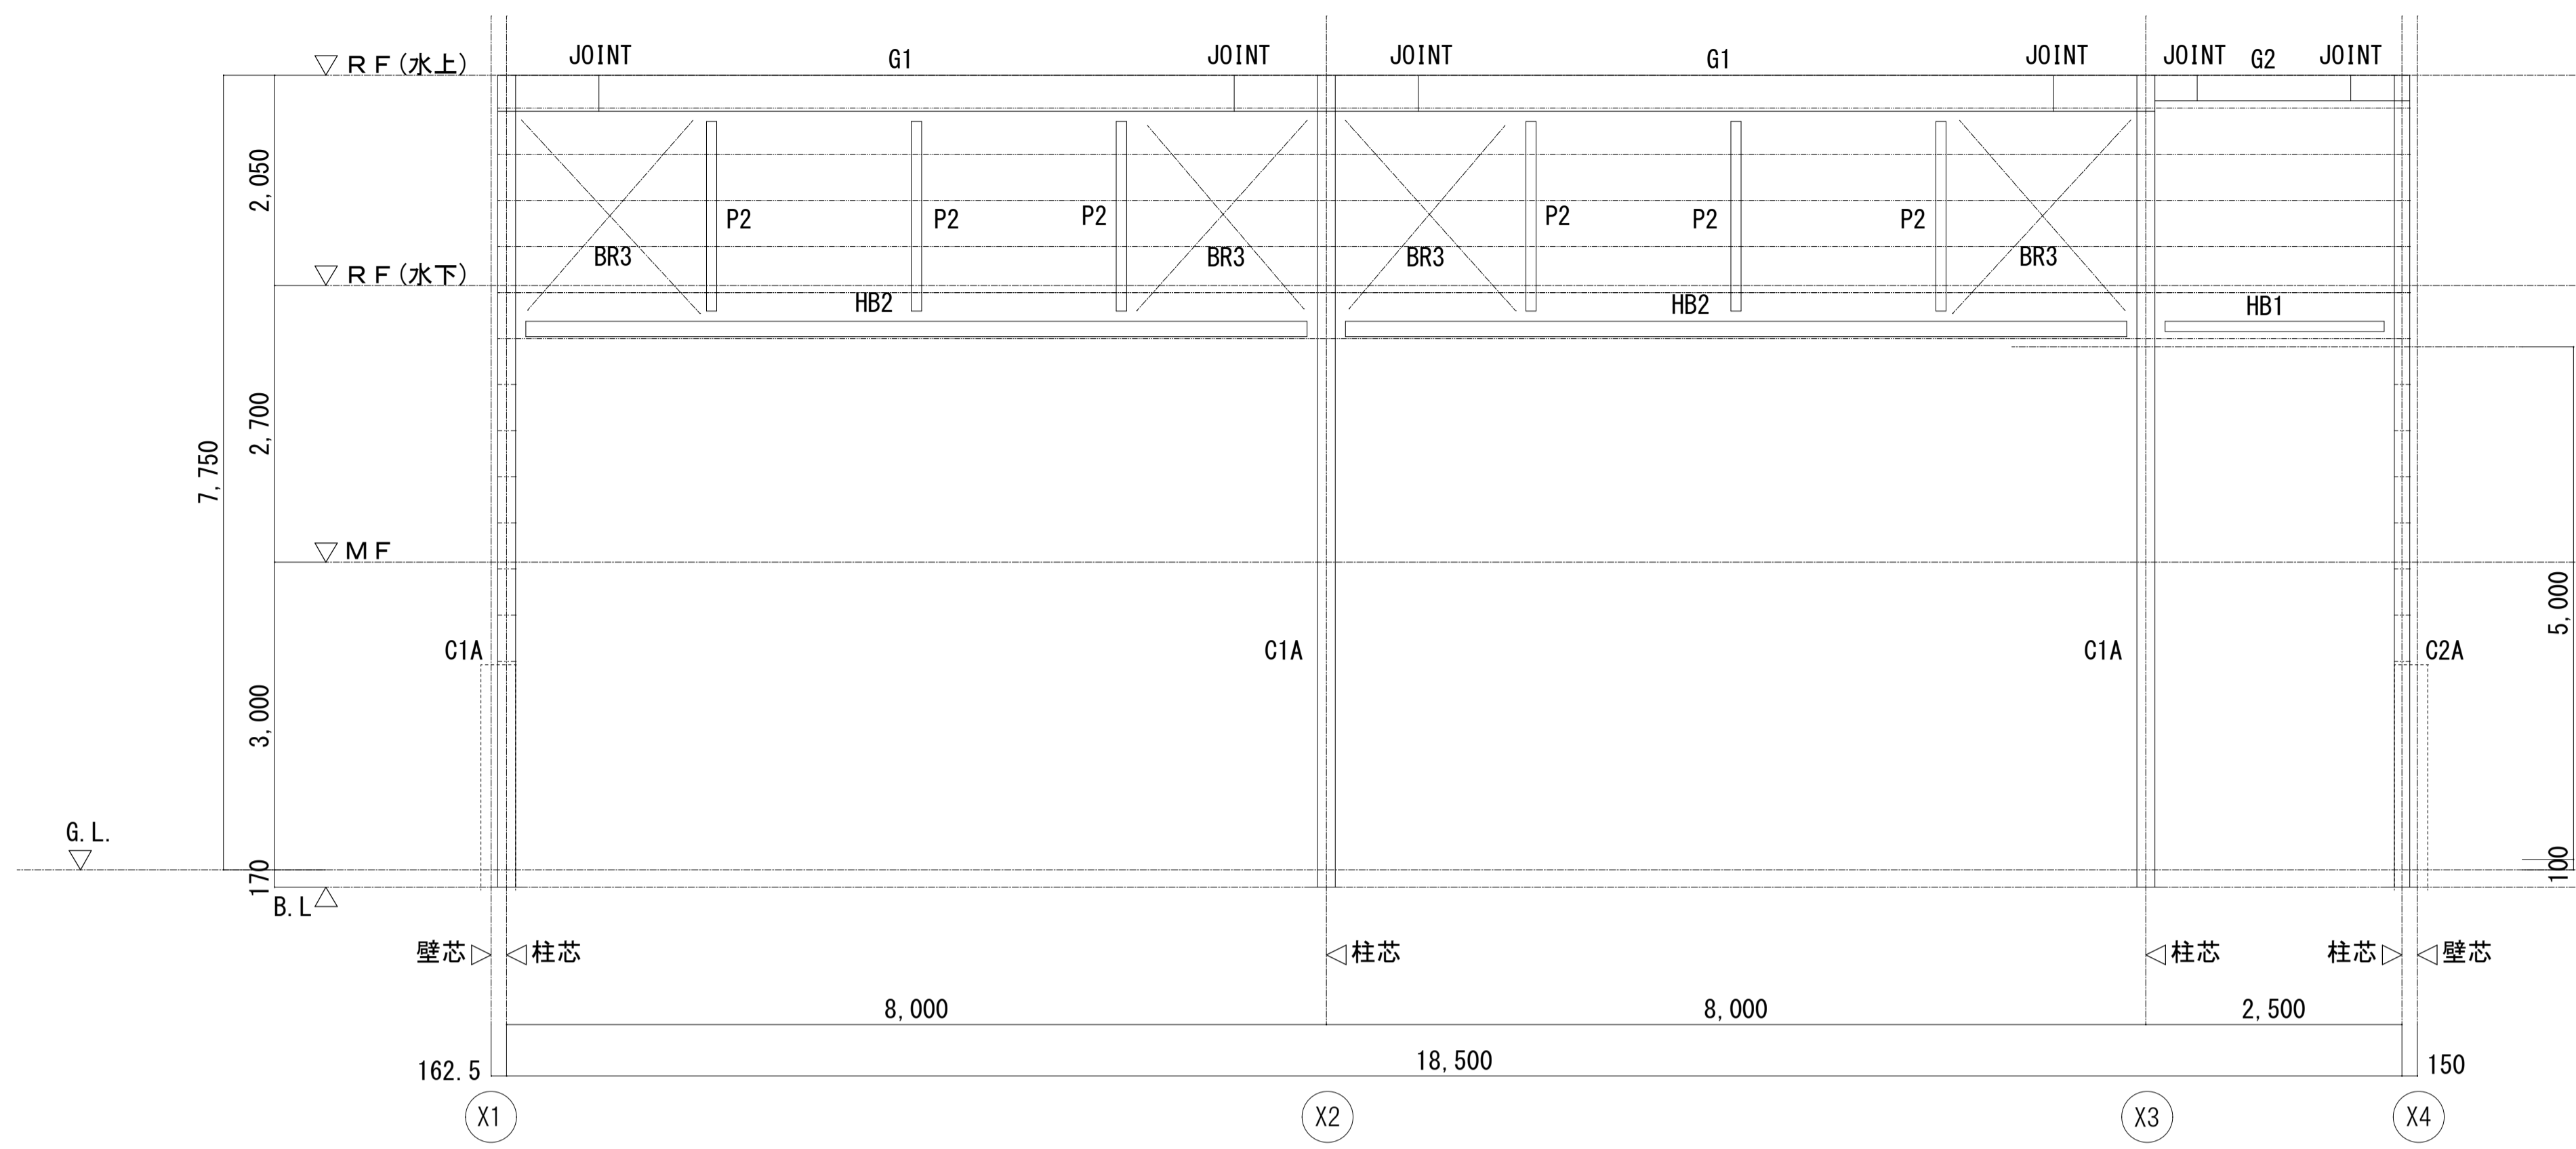 JOINT G1 JOINT JOINT G1 JOINT JOINT G2 JOINT
ＲＦ(水上)
2,050
P2 P2 P2 P2 P2 P2
BR3 BR3 BR3 BR3
ＲＦ(水下)
HB2 HB2 HB1
2,700
7,750
ＭＦ
5,000
C1A C1A C1A C2A
3,000
G.L.
170
100
B.L
壁芯 柱芯 柱芯 柱芯 柱芯 壁芯
8,000 8,000 2,500
162.5 18,500 150
X1 X2 X3 X4